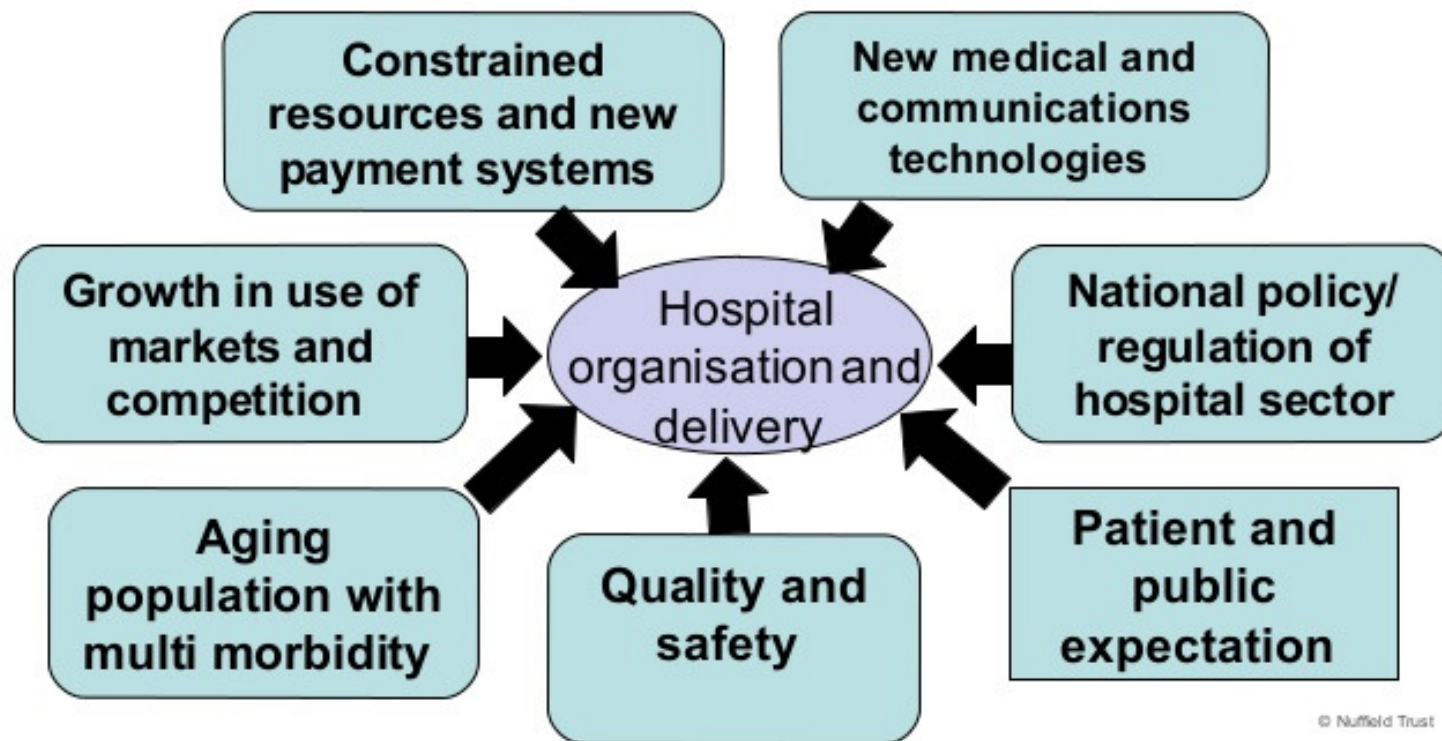 Constrained
resources and new
payment systems
New medical and
communications
technologies
Growth in use of
markets and
competition
Hospital
organisation and
delivery
National policy/
regulation of
hospital sector
Aging
population with
multi morbidity
Quality and
safety
Patient and
public
expectation
© Nuffield Trust